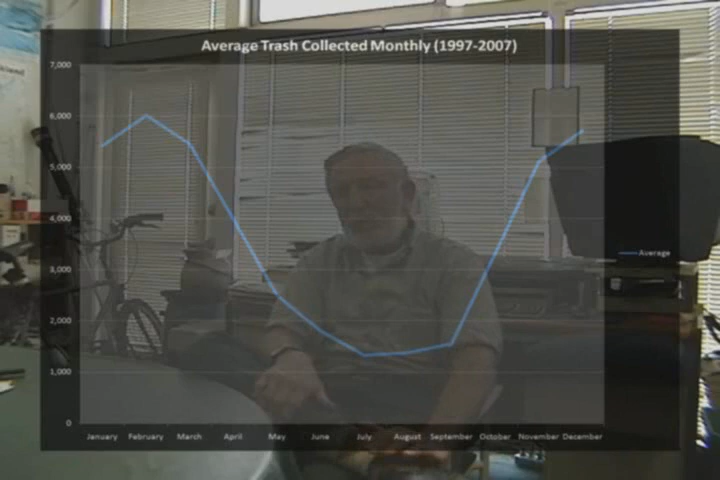 Average Trash Collected Monthly (1997-2007)
7,000
6,000
5,000
4,000
3,000
2,000
1,000
0
January February March April May June July August September October November December
Average